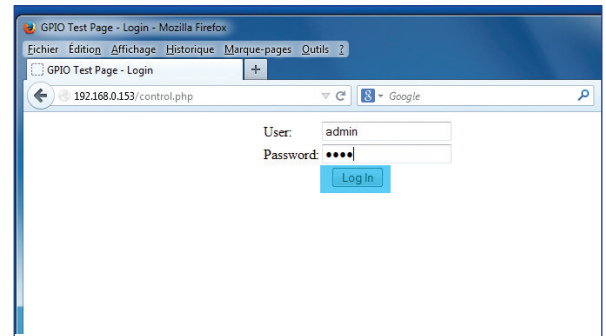 GPIO Test Page - Login - Mozilla Firefox
Fichier Édition Affichage Historique Marque-pages Outils ?
GPIO Test Page - Login +
192.168.0.153/control.php 8 Google
User: admin
Password: ••••
Log In